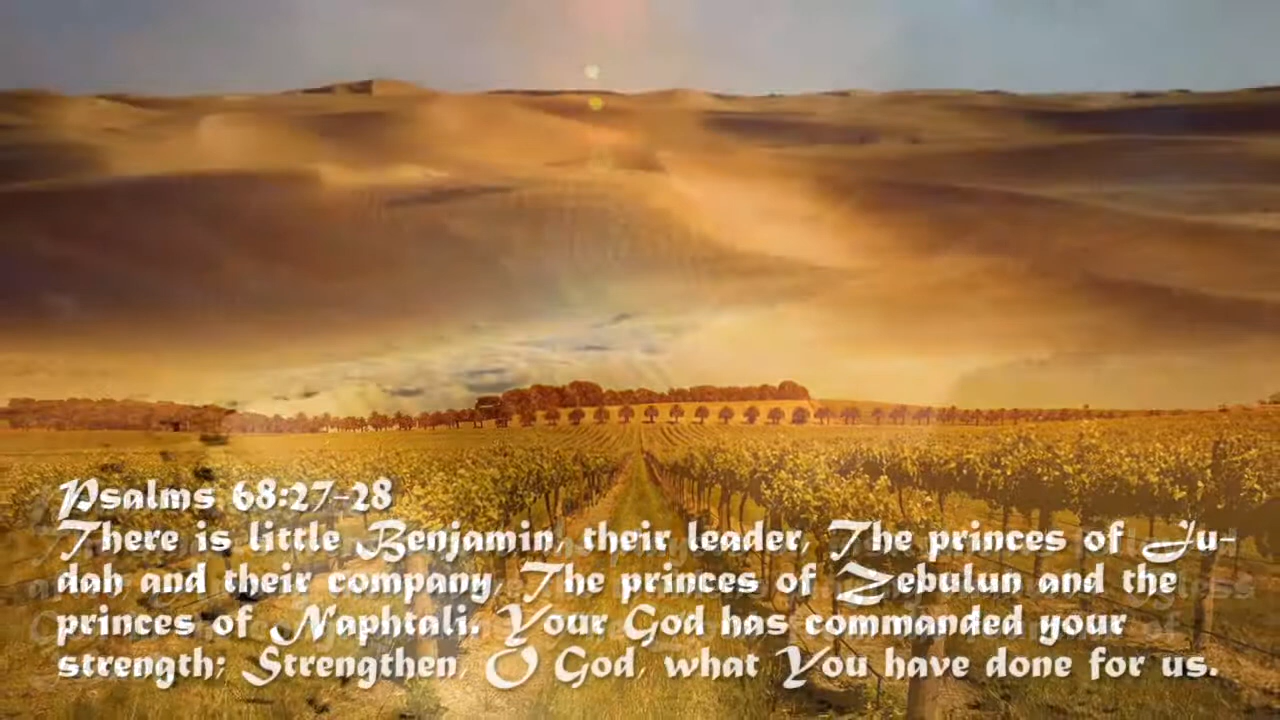 Psalms 68:27-28
There is little Benjamin, their leader, The princes of Ju-
dah and their company, The princes of Zebulun and the
princes of Naphtali. Your God has commanded your
strength; Strengthen, O God, what You have done for us.